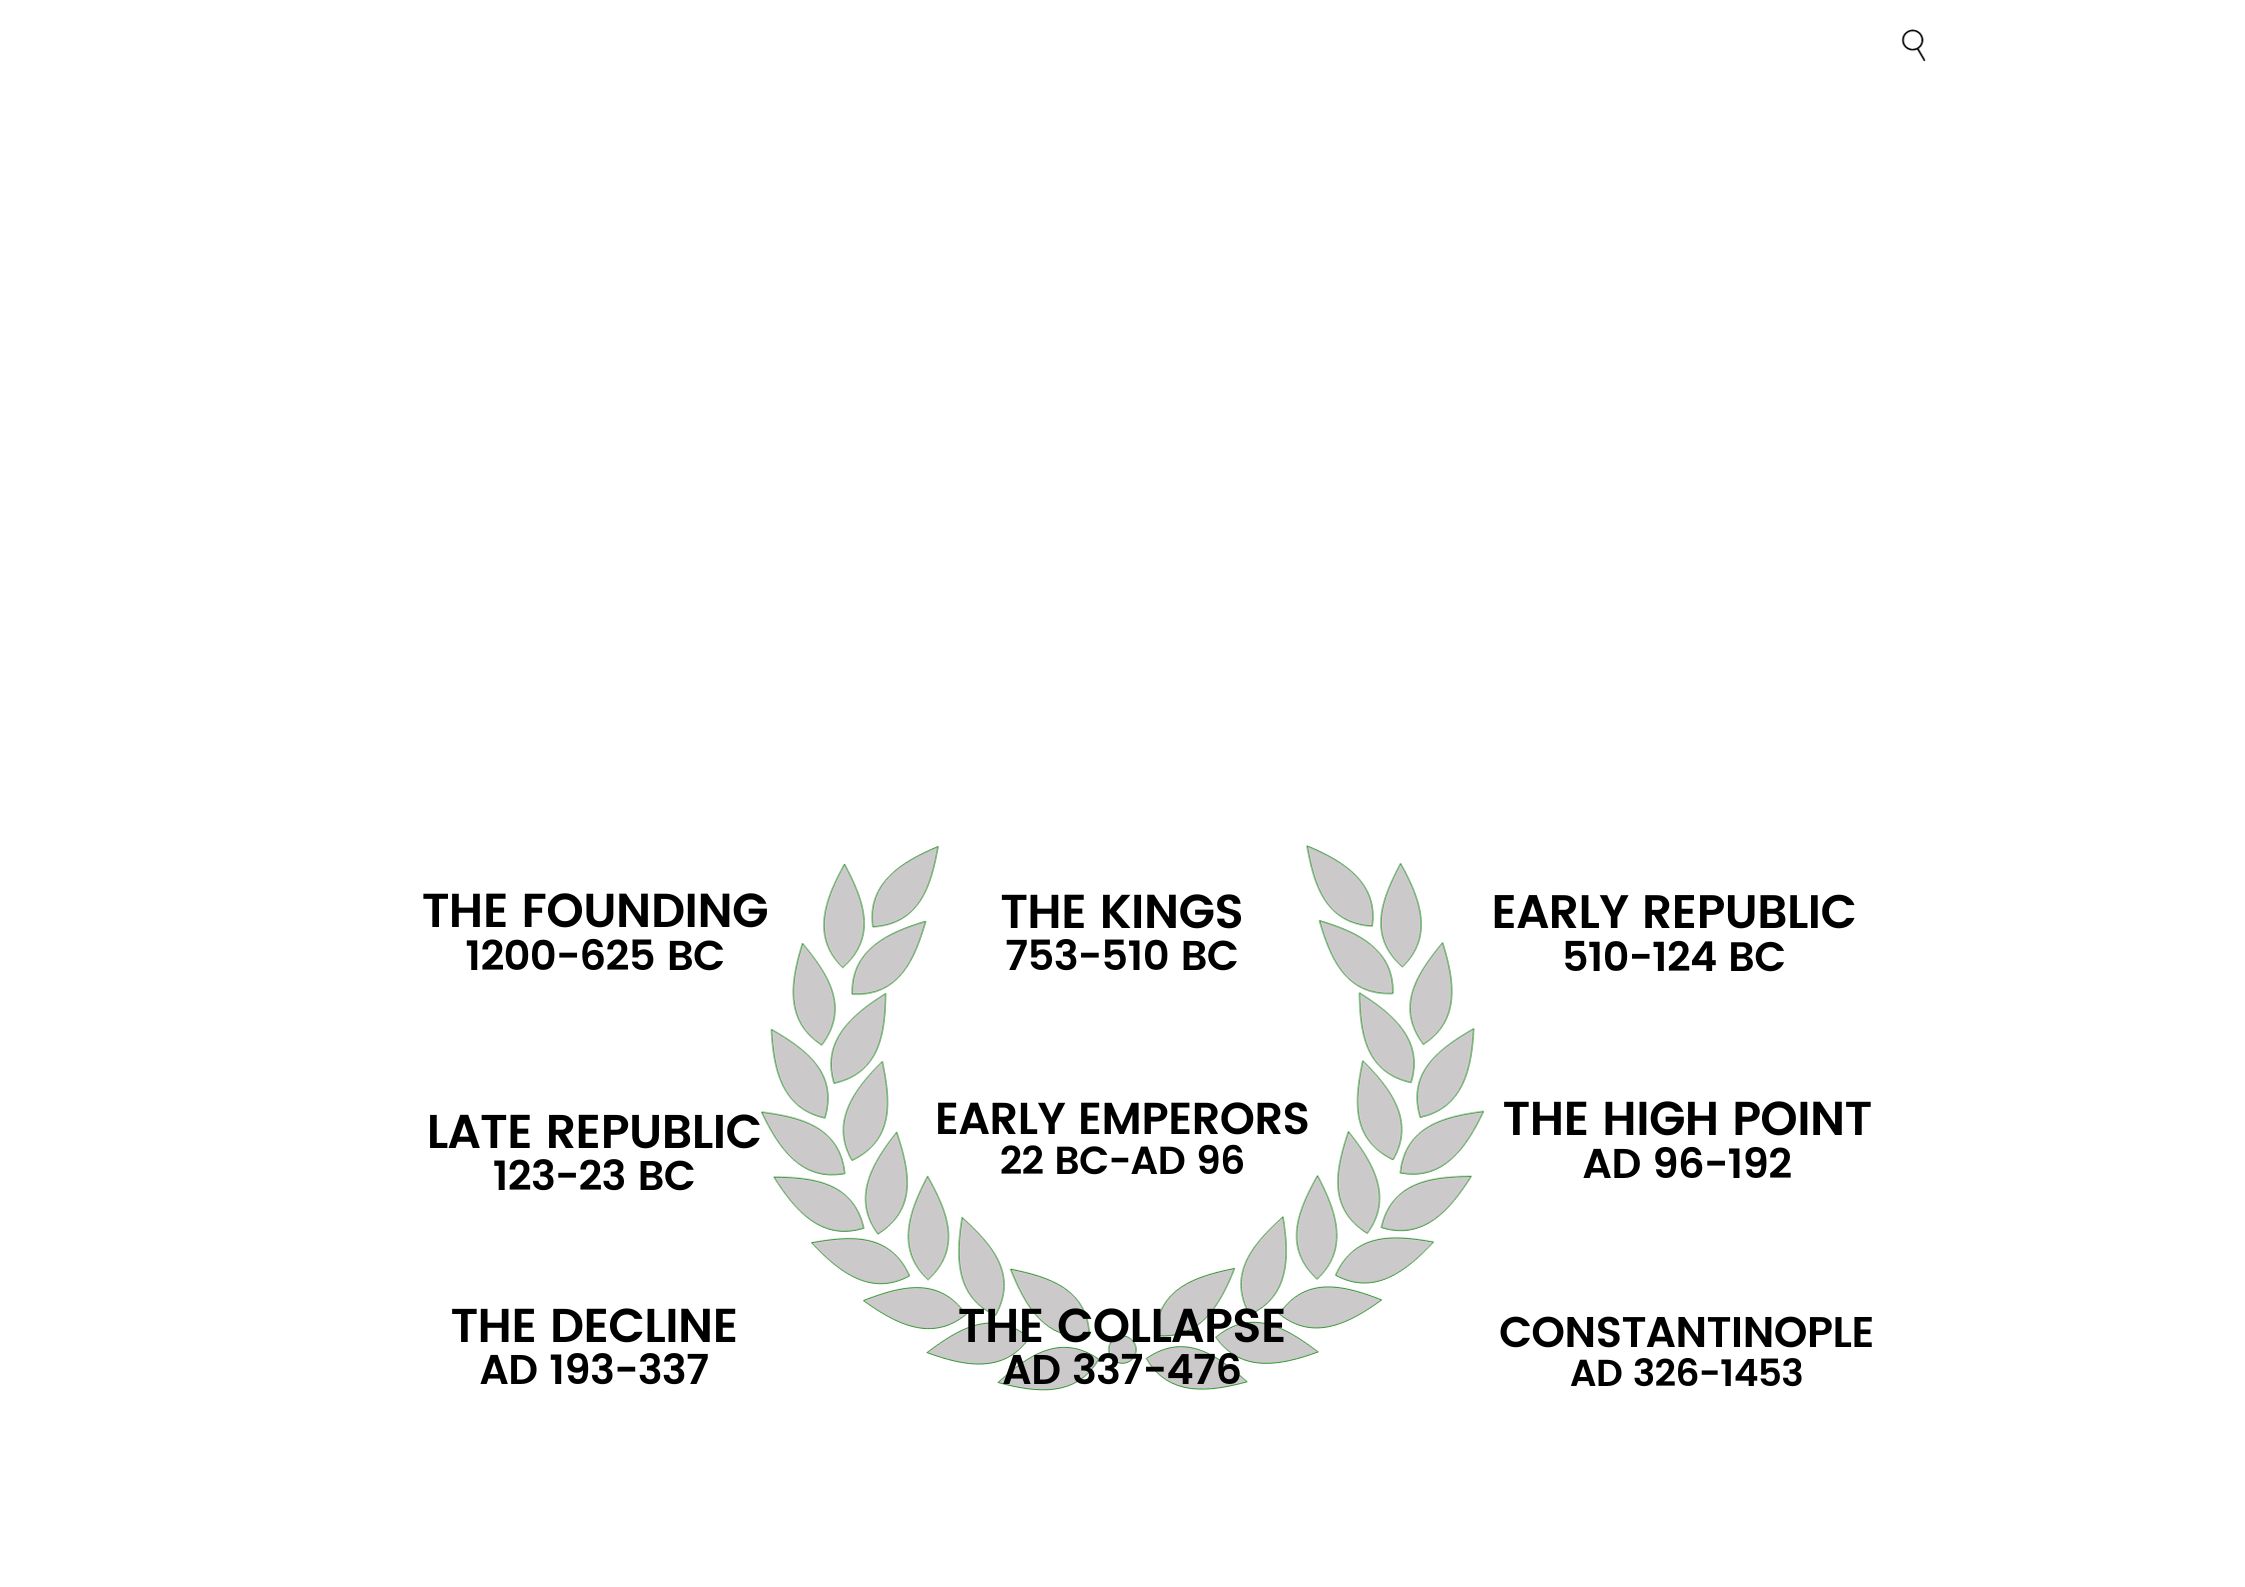 THE FOUNDING
1200-625 BC
THE KINGS
753-510 BC
EARLY REPUBLIC
510-124 BC
LATE REPUBLIC
123-23 BC
EARLY EMPERORS
22 BC-AD 96
THE HIGH POINT
AD 96-192
THE DECLINE
AD 193-337
THE COLLAPSE
AD 337-476
CONSTANTINOPLE
AD 326-1453